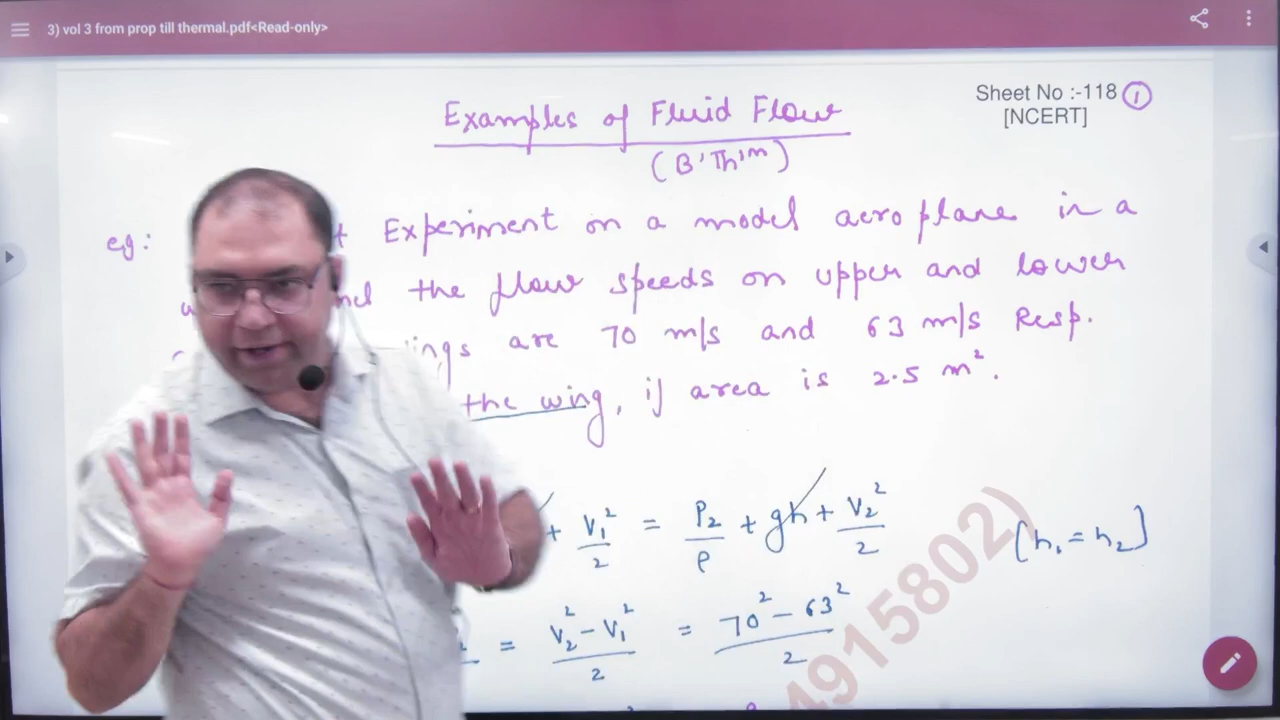 3) vol 3 from prop till thermal.pdf<Read-only>
Sheet No :-118 ①
[NCERT]
Examples of Fluid Flow
(B'Th'm)
eg: Experiment on a model aeroplane in a
the flow speeds on upper and lower
are 70 m/s and 63 m/s Resp.
the wing, if area is 2.5 m².
+ V₁²/2 = P₂/ρ + gh + V₂²/2 [h₁ = h₂]
= V₂² - V₁²/2 = 70² - 63²/2
4915802)